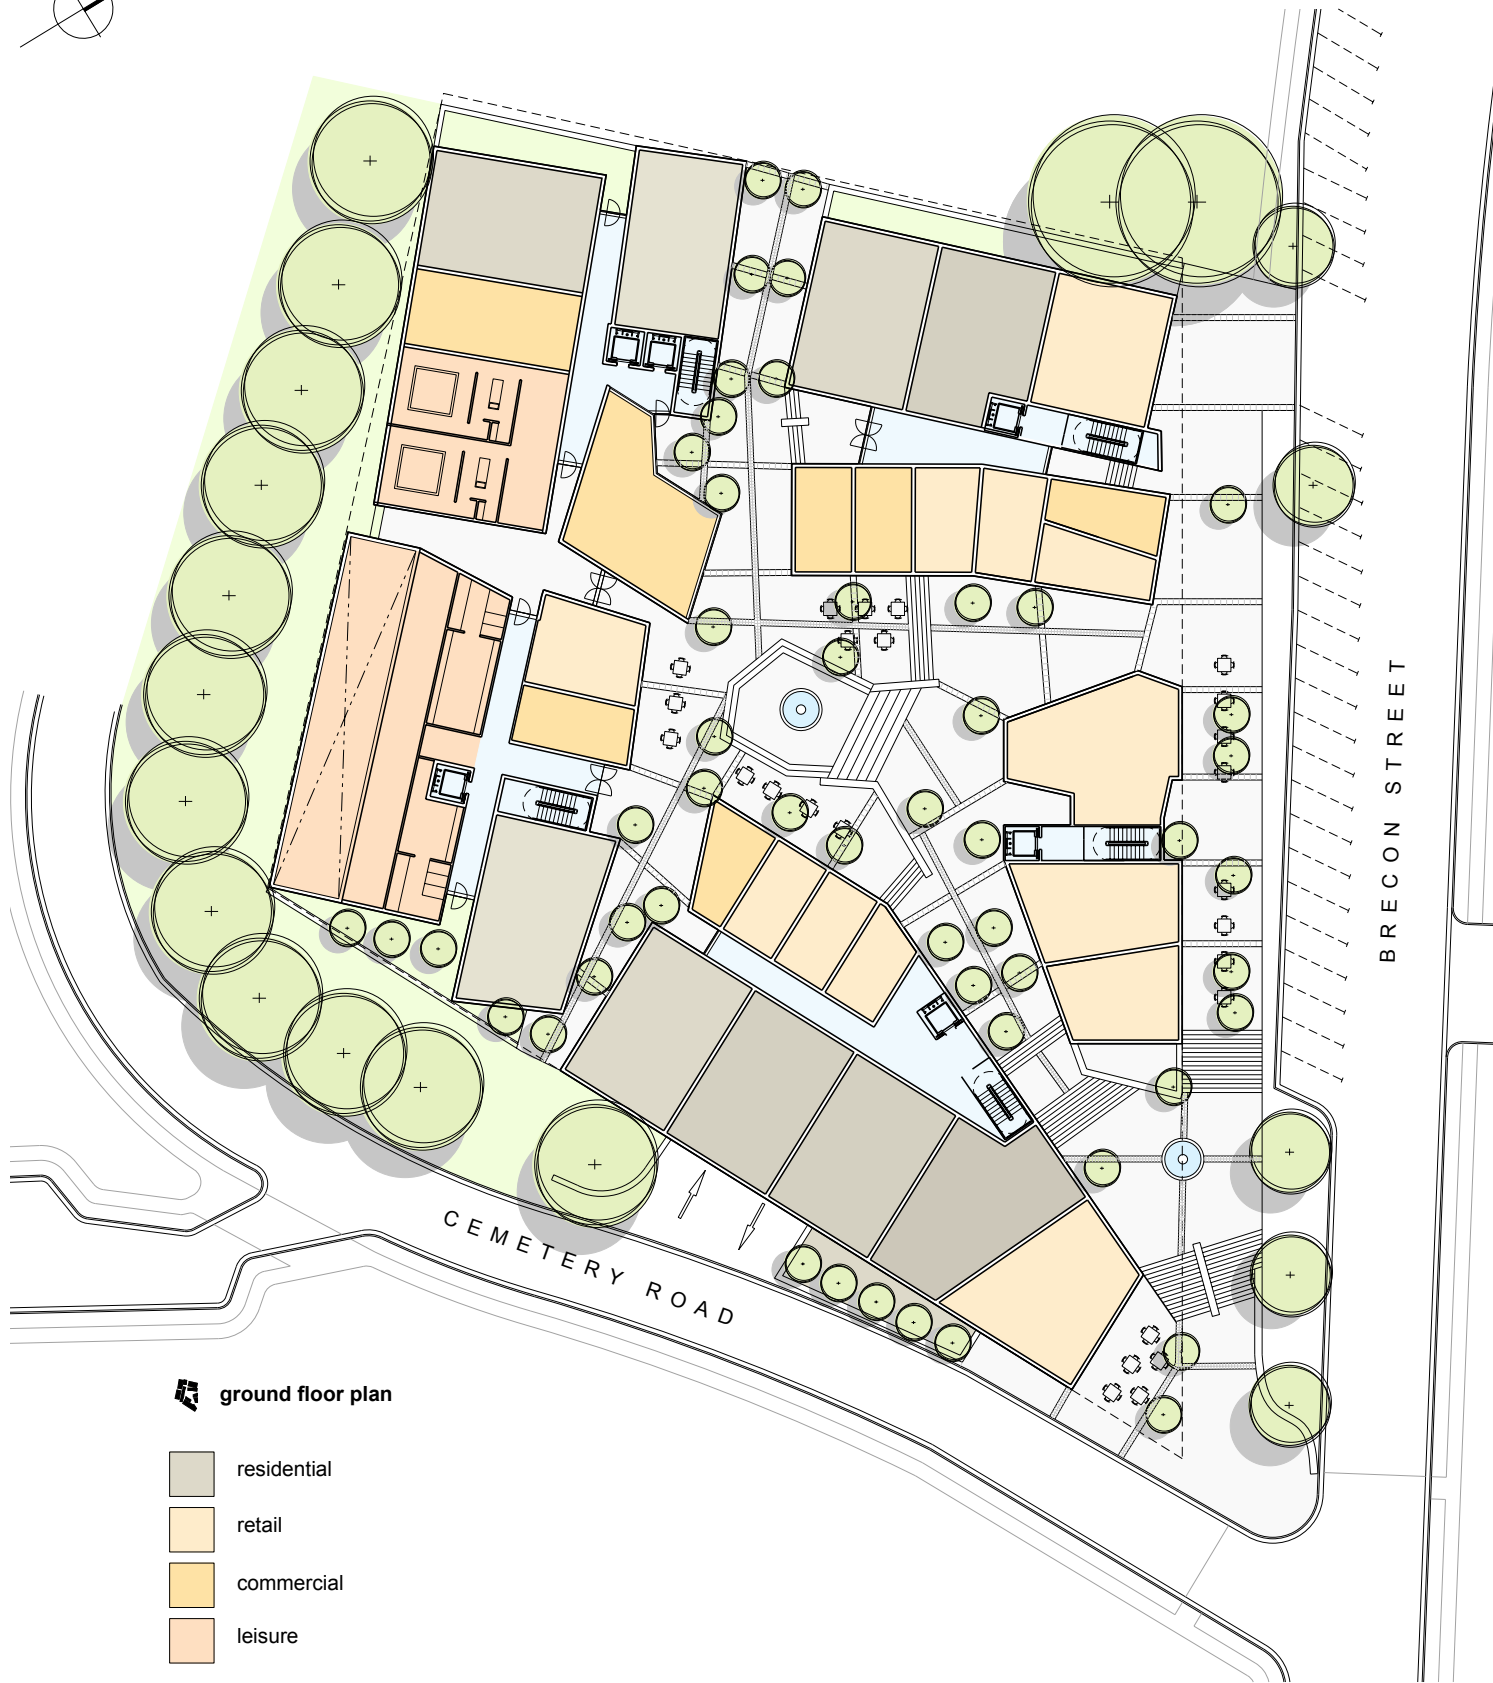 BRECON STREET
CEMETERY ROAD
ground floor plan
residential
retail
commercial
leisure